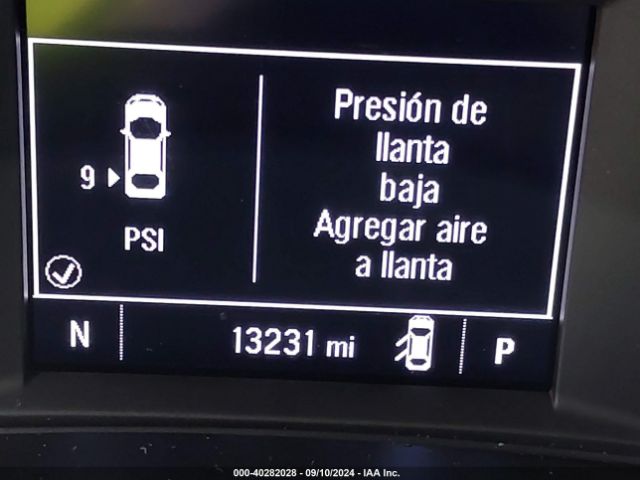 Presión de
llanta
baja
Agregar aire
a llanta
9
PSI
N
13231 mi
P
000-40282028 - 09/10/2024 - IAA Inc.